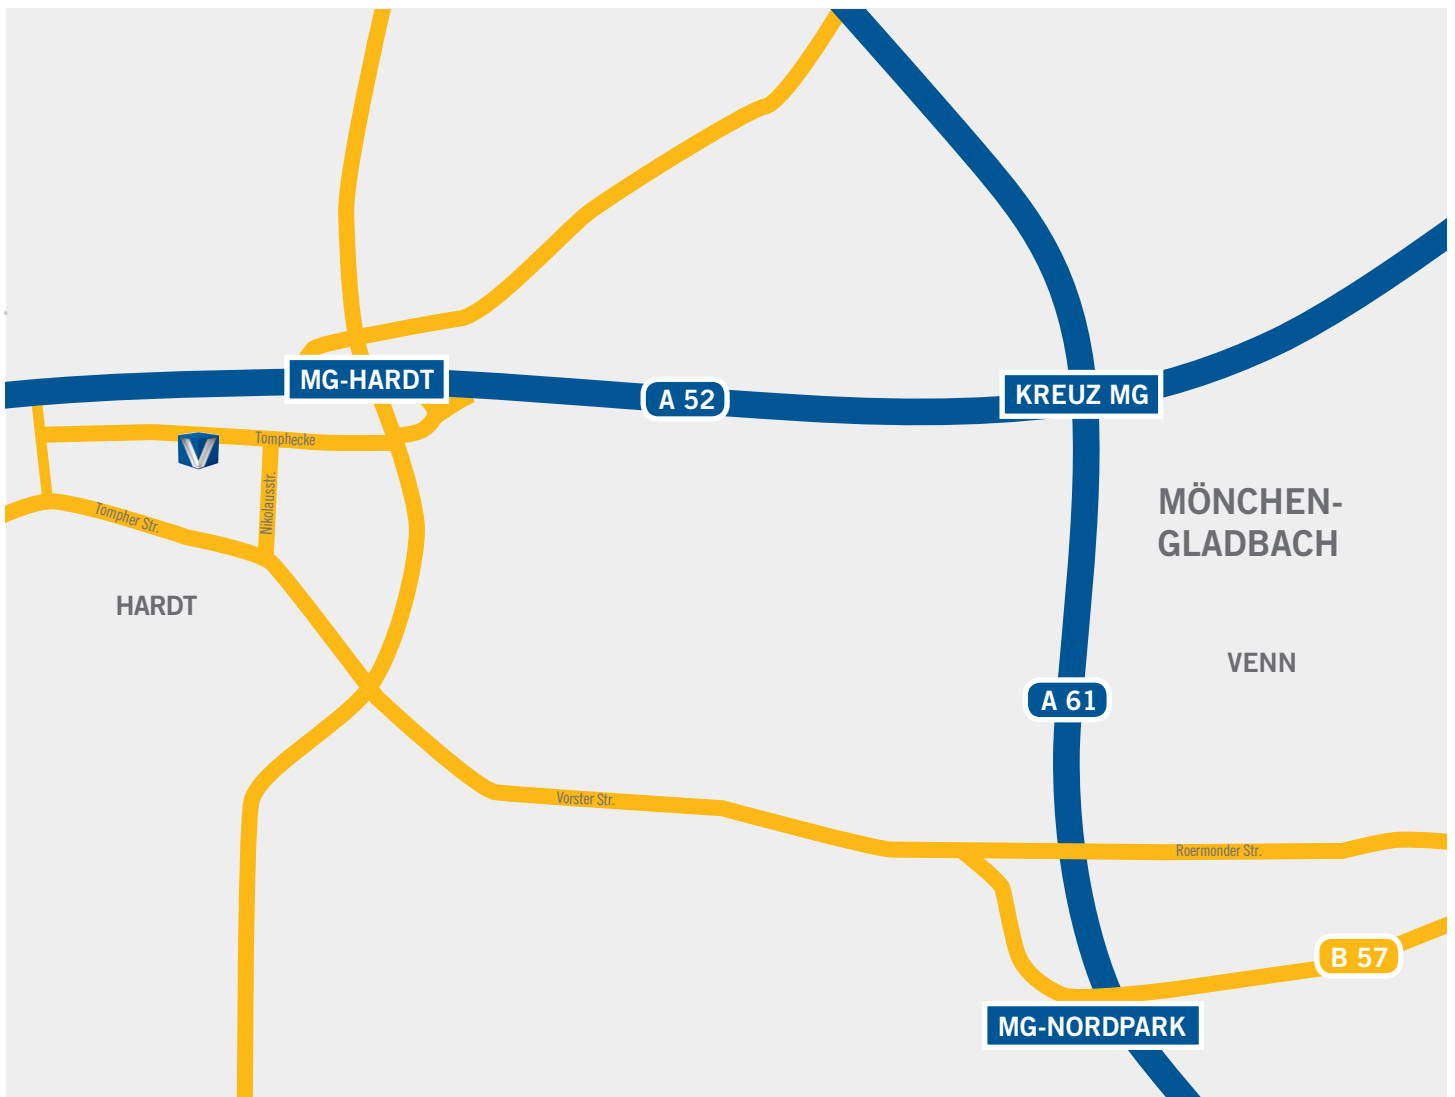 MG-HARDT
A 52
KREUZ MG
Tomphecke
Nikolausstr.
Tompher Str.
MÖNCHEN-
GLADBACH
HARDT
VENN
A 61
Vorster Str.
Roermonder Str.
B 57
MG-NORDPARK